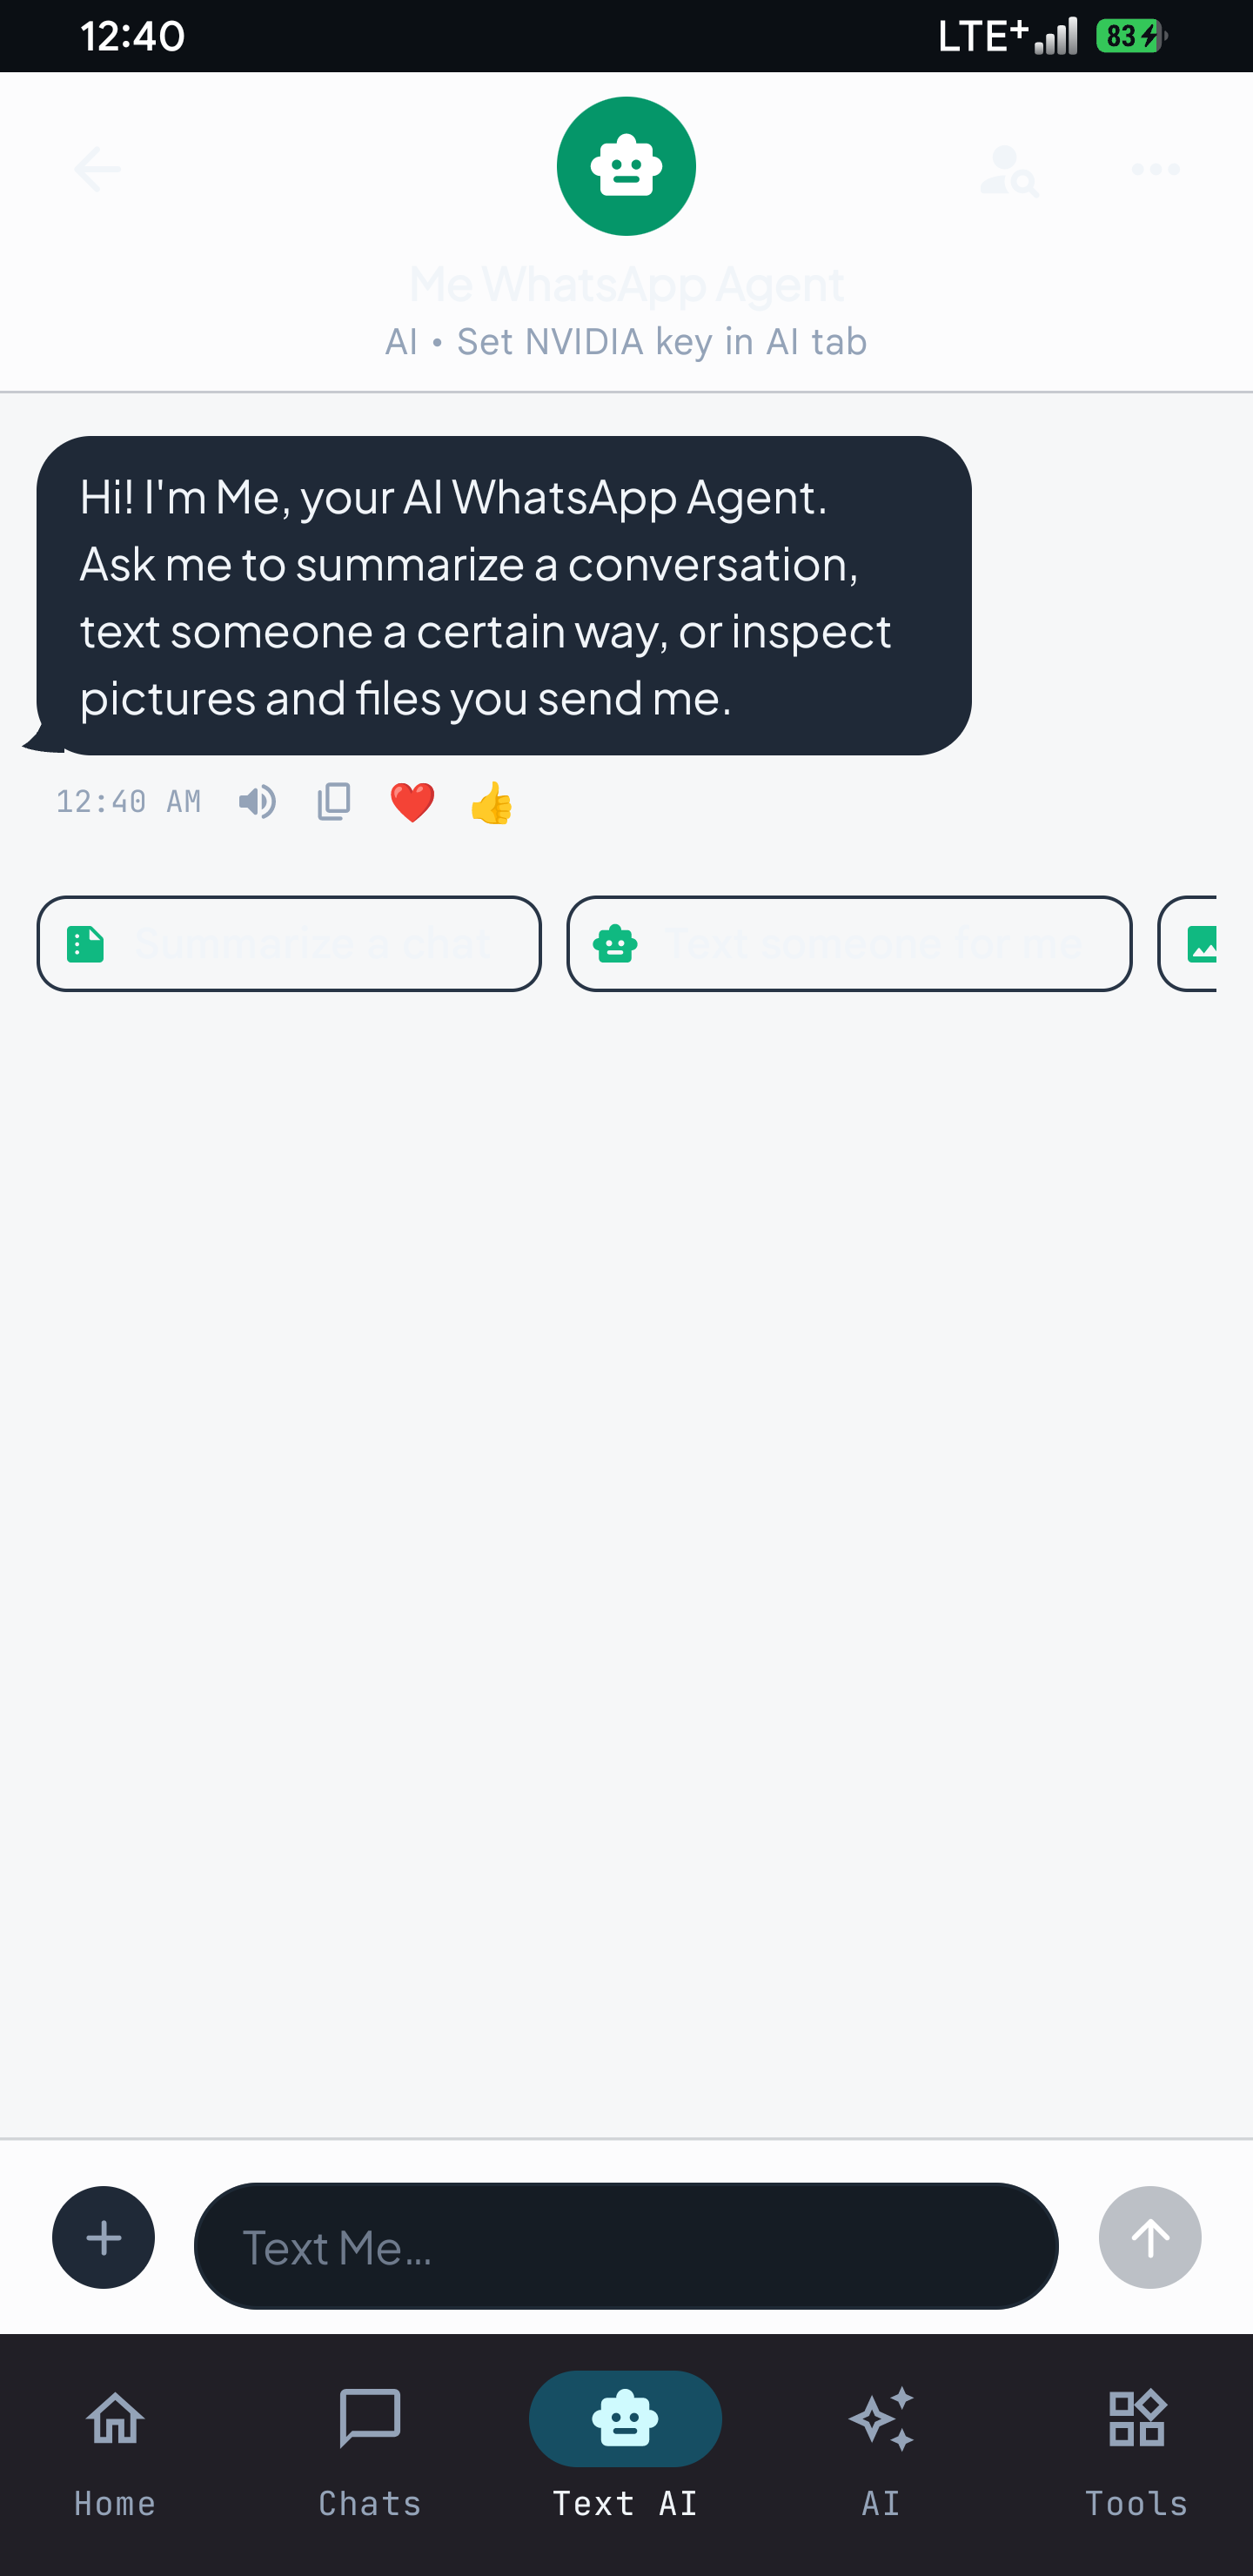 12:40
LTE+ 83
Me WhatsApp Agent
AI • Set NVIDIA key in AI tab
Hi! I'm Me, your AI WhatsApp Agent.
Ask me to summarize a conversation,
text someone a certain way, or inspect
pictures and files you send me.
12:40 AM
Summarize a chat
Text someone for me
Text Me...
Home
Chats
Text AI
AI
Tools